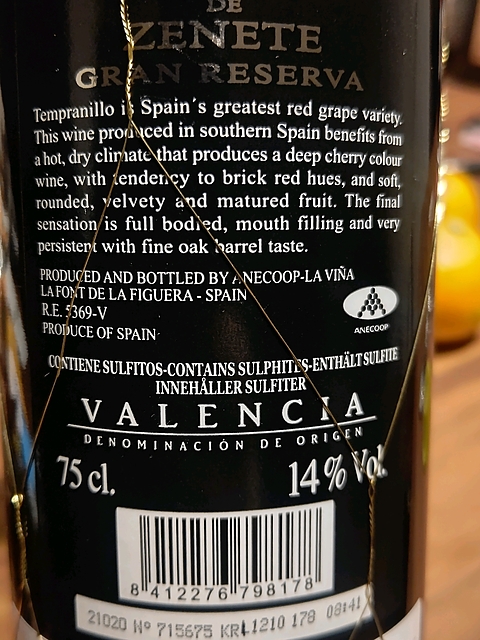 DE
ZENETE
GRAN RESERVA
Tempranillo is Spain´s greatest red grape variety.
This wine produced in southern Spain benefits from
a hot, dry climate that produces a deep cherry colour
wine, with tendency to brick red hues, and soft,
rounded, velvety and matured fruit. The final
sensation is full bodied, mouth filling and very
persistent with fine oak barrel taste.
PRODUCED AND BOTTLED BY ANECOOP-LA VIÑA
LA FONT DE LA FIGUERA - SPAIN
R.E. 5369-V
PRODUCE OF SPAIN
ANECOOP
CONTIENE SULFITOS-CONTAINS SULPHITES-ENTHÄLT SULFITE
INNEHÅLLER SULFITER
VALENCIA
DENOMINACIÓN DE ORIGEN
75 cl.
14% Vol.
8 412276 798178
21020 Nº 715675 KRL1210 178 08:41